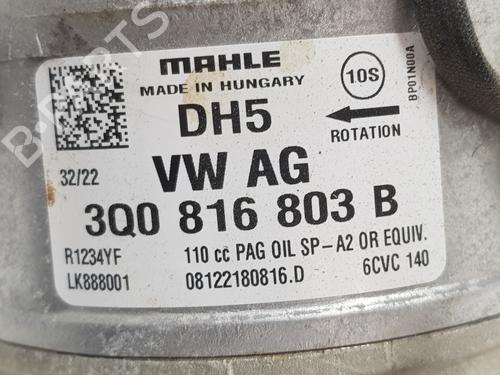 MAHLE
MADE IN HUNGARY
10S
BP01N00A
DH5
ROTATION
32/22
VW AG
3Q0 816 803 B
R1234YF 110 cc PAG OIL SP-A2 OR EQUIV.
LK888001 08122180816.D 6CVC 140
B-PARTS